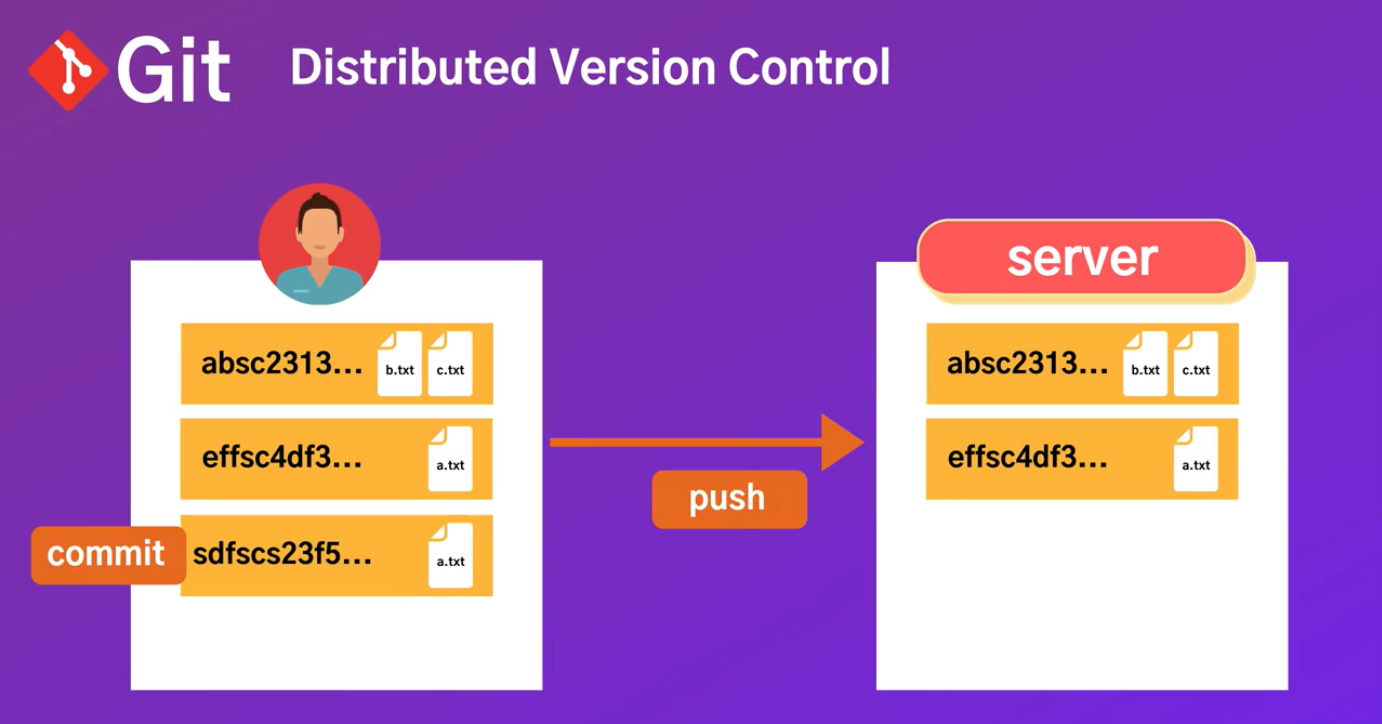 Git
Distributed Version Control
server
absc2313...
b.txt
c.txt
effsc4df3...
a.txt
commit
sdfscs23f5...
a.txt
push
absc2313...
b.txt
c.txt
effsc4df3...
a.txt